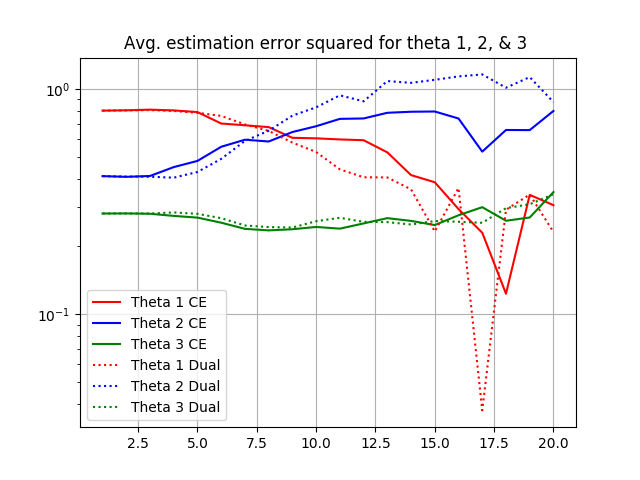 Avg. estimation error squared for theta 1, 2, & 3
10⁰
10⁻¹
Theta 1 CE
Theta 2 CE
Theta 3 CE
Theta 1 Dual
Theta 2 Dual
Theta 3 Dual
2.5 5.0 7.5 10.0 12.5 15.0 17.5 20.0